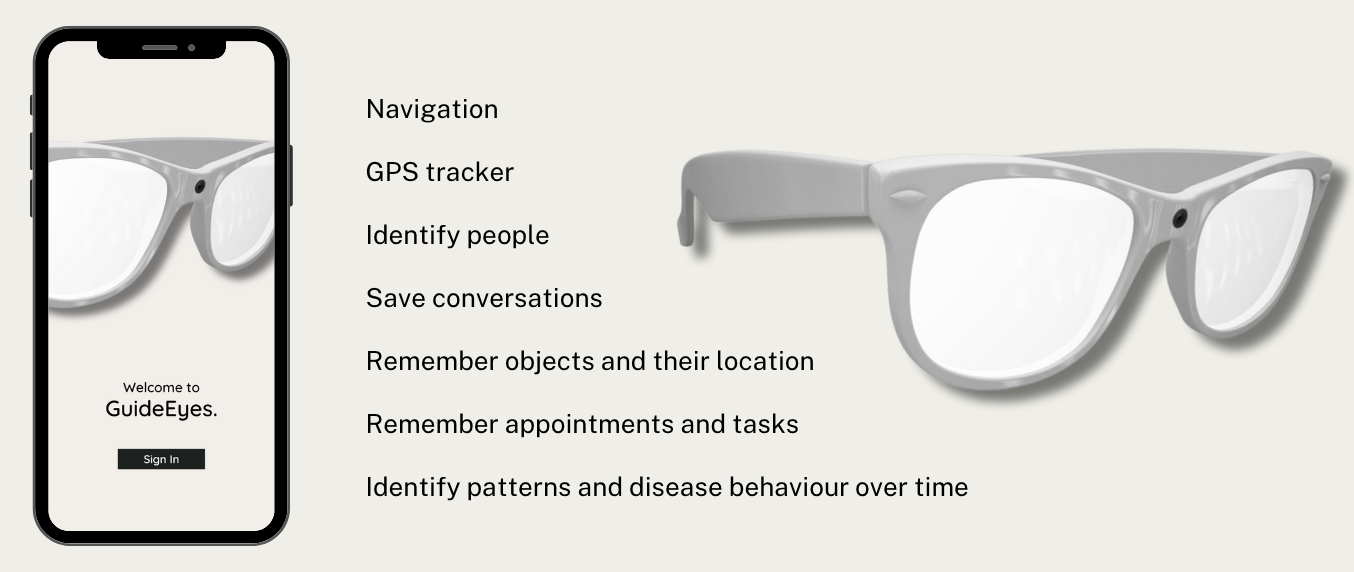 Welcome to
GuideEyes.
Sign In
Navigation
GPS tracker
Identify people
Save conversations
Remember objects and their location
Remember appointments and tasks
Identify patterns and disease behaviour over time